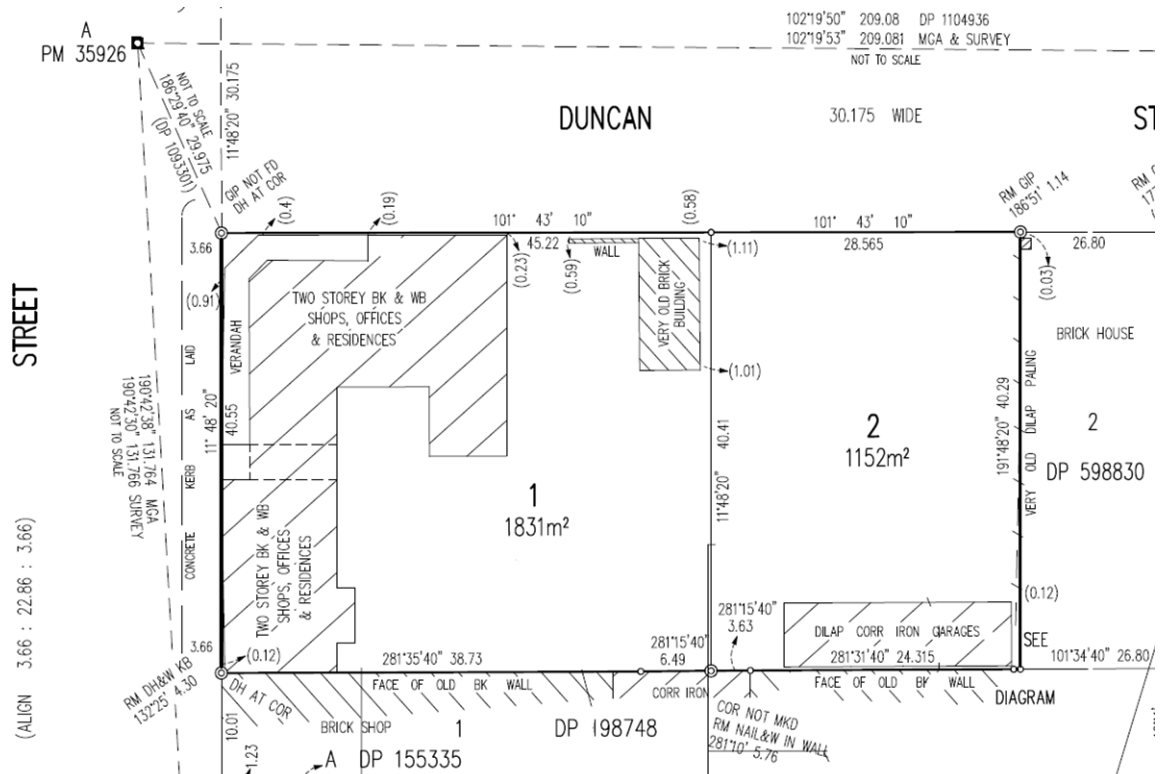 A
PM 35926
102°19'50" 209.08 DP 1104936
102°19'53" 209.081 MGA & SURVEY
NOT TO SCALE
NOT TO SCALE
186°29'40" 29.975
(DP 1093301)
11°48'20" 30.175
DUNCAN
30.175 WIDE
ST
GIP NOT FD
DH AT COR
(0.4)
(0.19)
(0.58)
RM GIP
186°51' 1.14
RM
3.66
101° 43' 10"
45.22
101° 43' 10"
28.565
26.80
(0.91)
(0.23)
(0.59)
WALL
(1.11)
(0.03)
STREET
TWO STOREY BK & WB
SHOPS, OFFICES
& RESIDENCES
VERY OLD BRICK
BUILDING
BRICK HOUSE
VERANDAH
(1.01)
CONCRETE KERB AS LAID
190°42'38" 131.764 MGA
190°42'30" 131.766 SURVEY
NOT TO SCALE
11° 48' 20"
40.55
11°48'20" 40.41
191°48'20" 40.29
VERY OLD DILAP PALING
2
1152m²
2
DP 598830
1
1831m²
TWO STOREY BK & WB
SHOPS, OFFICES
& RESIDENCES
(ALIGN 3.66 : 22.86 : 3.66)
(0.12)
281°15'40"
3.63
DILAP CORR IRON GARAGES
SEE
3.66
(0.12)
281°35'40" 38.73
281°15'40"
6.49
281°31'40" 24.315
101°34'40" 26.80
FACE OF OLD BK WALL
CORR IRON
FACE OF OLD BK WALL
DIAGRAM
RM DH&W KB
132°25' 4.30
DH AT COR
10.01
BRICK SHOP
1
DP 198748
COR NOT MKD
RM NAIL&W IN WALL
281°10' 5.76
1.23
A DP 155335